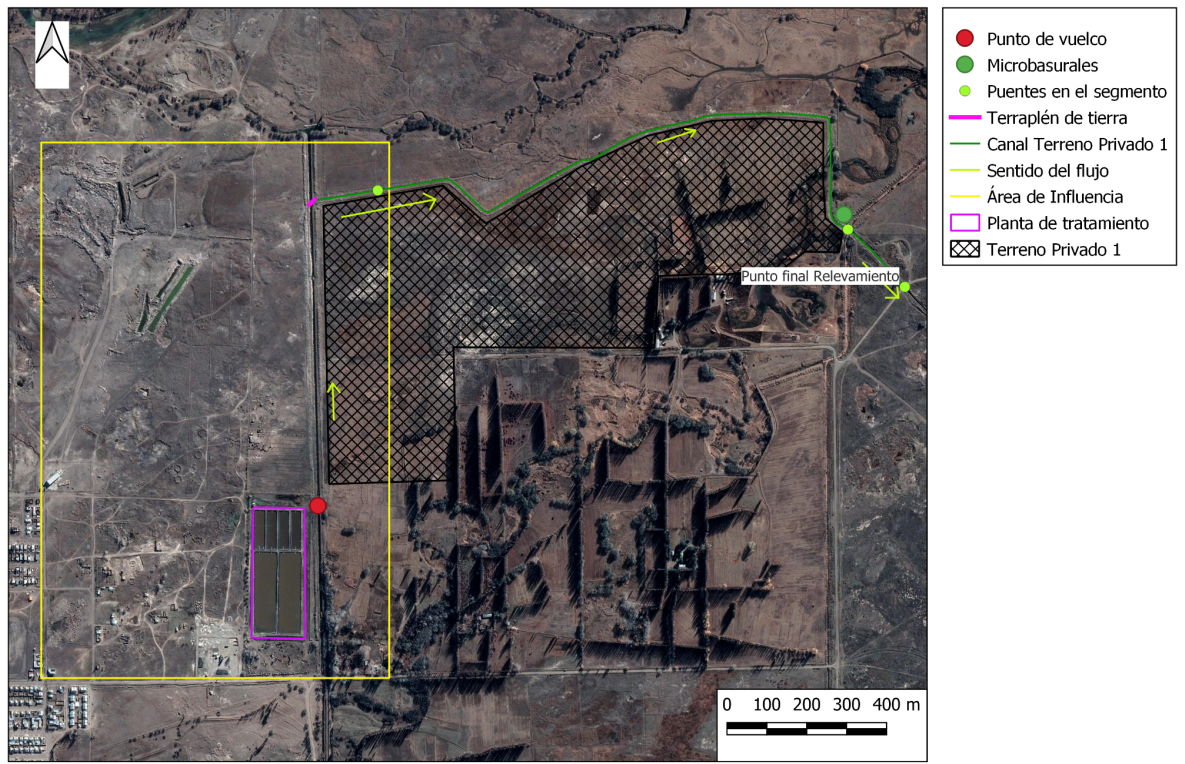 Punto de vuelco
Microbasurales
Puentes en el segmento
Terraplén de tierra
Canal Terreno Privado 1
Sentido del flujo
Área de Influencia
Planta de tratamiento
Terreno Privado 1
Punto final Relevamiento
0 100 200 300 400 m